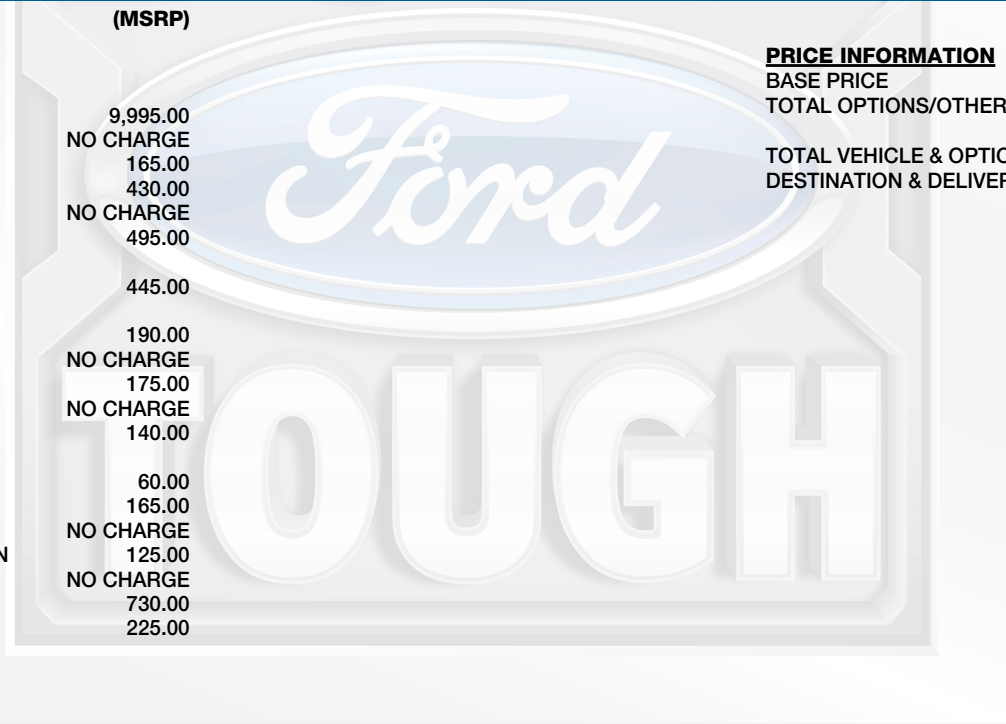 (MSRP)
9,995.00
NO CHARGE
165.00
430.00
NO CHARGE
495.00
445.00
190.00
NO CHARGE
175.00
NO CHARGE
140.00
60.00
165.00
NO CHARGE
N 125.00
NO CHARGE
730.00
225.00
PRICE INFORMATION
BASE PRICE
TOTAL OPTIONS/OTHER
TOTAL VEHICLE & OPTIO
DESTINATION & DELIVER
Ford
TOUGH